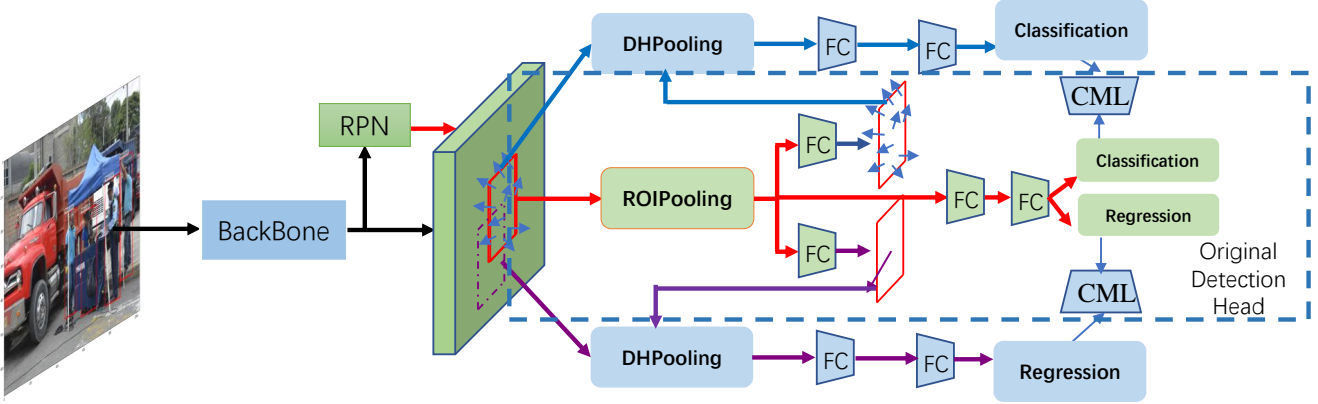 DHPooling
FC
FC
Classification
CML
RPN
FC
Classification
ROIPooling
FC
FC
Regression
BackBone
FC
Original
Detection
Head
CML
DHPooling
FC
FC
Regression